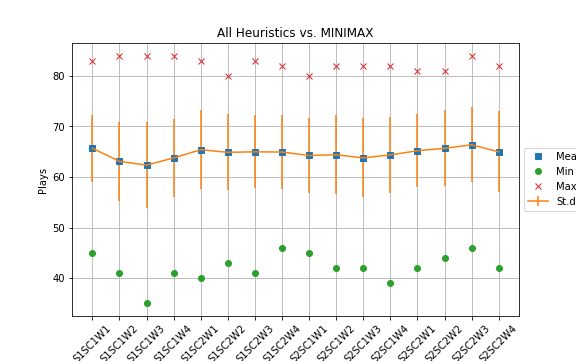 All Heuristics vs. MINIMAX
Plays
80
70
60
50
40
S1SC1W1
S1SC1W2
S1SC1W3
S1SC1W4
S1SC2W1
S1SC2W2
S1SC2W3
S1SC2W4
S2SC1W1
S2SC1W2
S2SC1W3
S2SC1W4
S2SC2W1
S2SC2W2
S2SC2W3
S2SC2W4
Mea
Min
Max
St.d